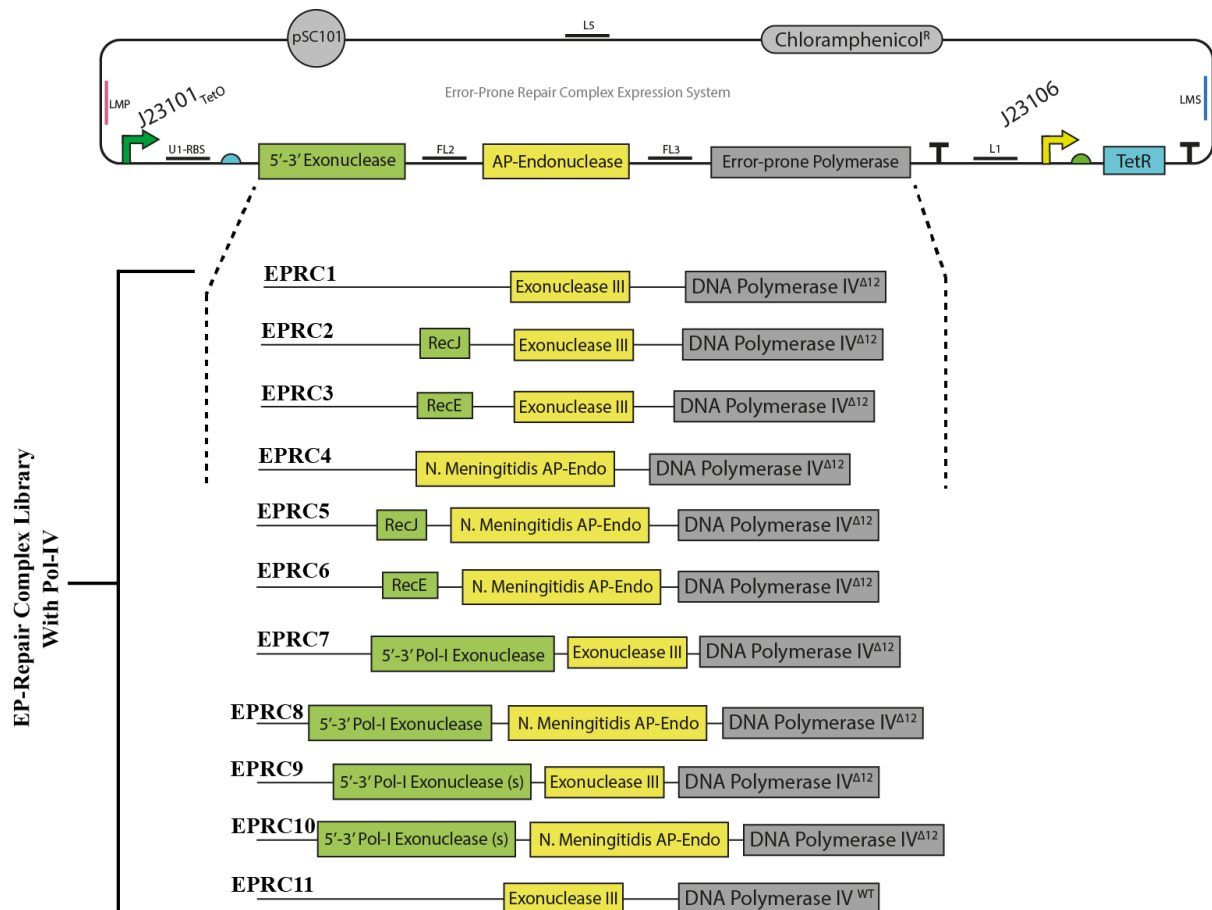 pSC101
L5
Chloramphenicol^R
LMP
J23101_TetO
Error-Prone Repair Complex Expression System
J23106
LMS
U1-RBS
5'-3' Exonuclease
FL2
AP-Endonuclease
FL3
Error-prone Polymerase
L1
TetR
EP-Repair Complex Library
With Pol-IV
EPRC1
Exonuclease III
DNA Polymerase IV^Δ12
EPRC2
RecJ
Exonuclease III
DNA Polymerase IV^Δ12
EPRC3
RecE
Exonuclease III
DNA Polymerase IV^Δ12
EPRC4
N. Meningitidis AP-Endo
DNA Polymerase IV^Δ12
EPRC5
RecJ
N. Meningitidis AP-Endo
DNA Polymerase IV^Δ12
EPRC6
RecE
N. Meningitidis AP-Endo
DNA Polymerase IV^Δ12
EPRC7
5'-3' Pol-I Exonuclease
Exonuclease III
DNA Polymerase IV^Δ12
EPRC8
5'-3' Pol-I Exonuclease
N. Meningitidis AP-Endo
DNA Polymerase IV^Δ12
EPRC9
5'-3' Pol-I Exonuclease (s)
Exonuclease III
DNA Polymerase IV^Δ12
EPRC10
5'-3' Pol-I Exonuclease (s)
N. Meningitidis AP-Endo
DNA Polymerase IV^Δ12
EPRC11
Exonuclease III
DNA Polymerase IV ^WT